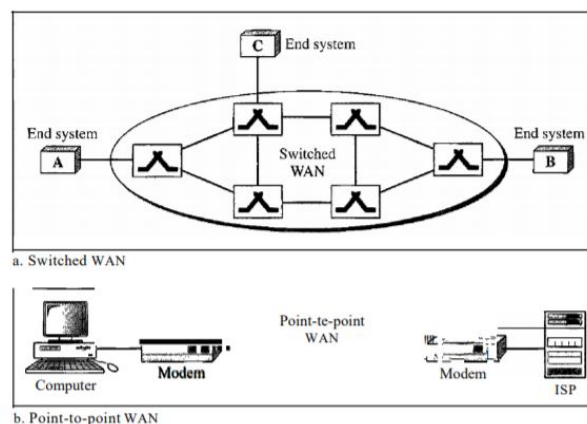 C End system
End system
A
Switched
WAN
End system
B
a. Switched WAN
Point-te-point
WAN
Computer
Modem
Modem
ISP
b. Point-to-point WAN